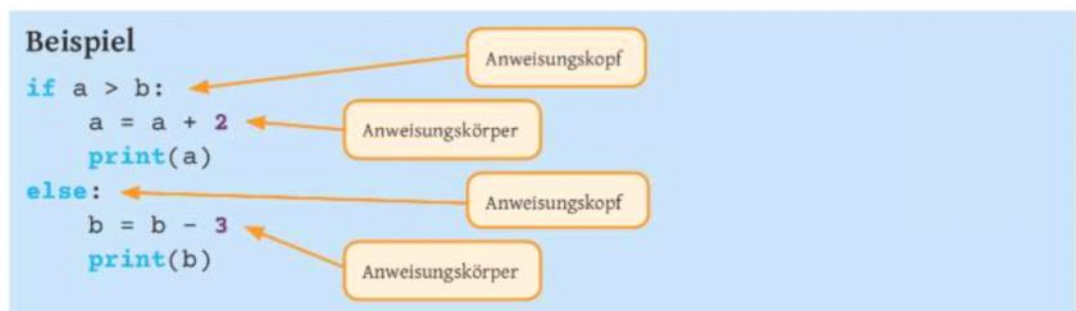 Beispiel
Anweisungskopf
if a > b:
a = a + 2
Anweisungskörper
print(a)
else:
Anweisungskopf
b = b - 3
print(b)
Anweisungskörper